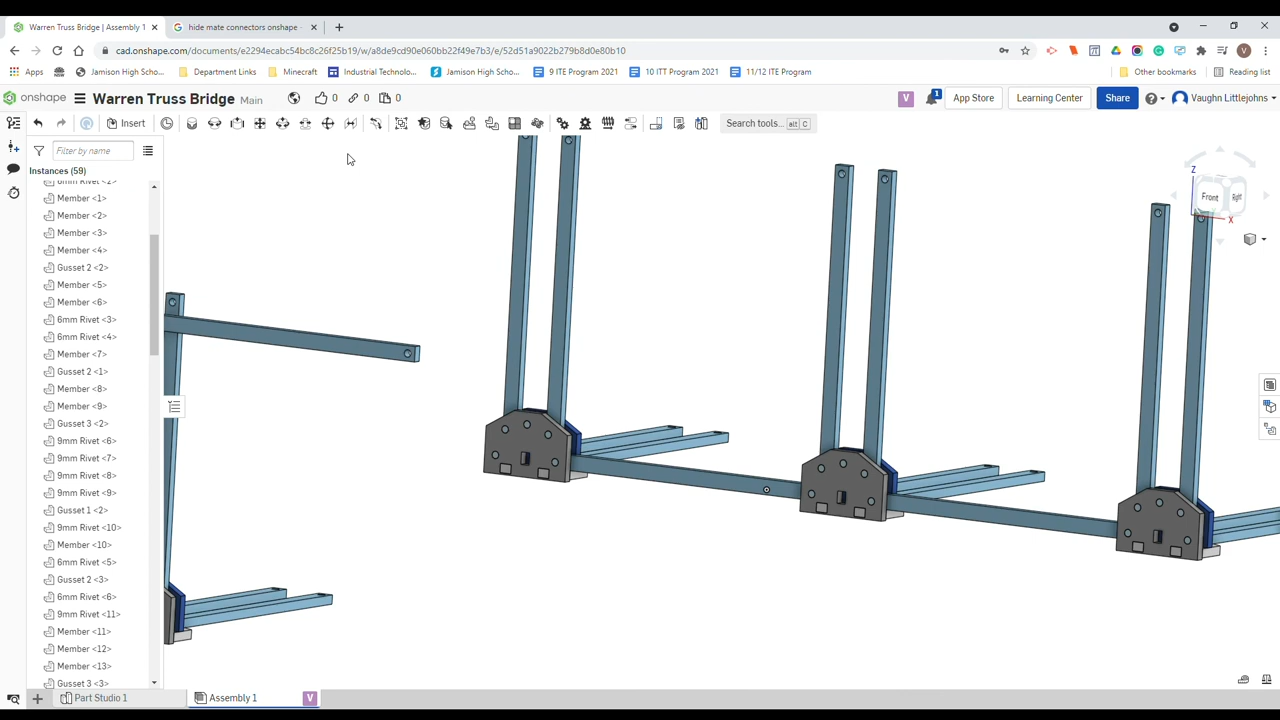 Warren Truss Bridge | Assembly 1
hide mate connectors onshape -
cad.onshape.com/documents/e2294ecabc54bc8c26f25b19/w/a8de9cd90e060bb22f49e7b3/e/52d51a9022b279b8d0e80b10
Apps
Jamison High Scho...
Department Links
Minecraft
Industrial Technolo...
Jamison High Scho...
9 ITE Program 2021
10 ITT Program 2021
11/12 ITE Program
Other bookmarks
Reading list
onshape Warren Truss Bridge Main 0 0 0
V 1 App Store Learning Center Share Vaughn Littlejohns
Insert
Search tools... alt C
Filter by name
Instances (59)
6mm Rivet <2>
Member <1>
Member <2>
Member <3>
Member <4>
Gusset 2 <2>
Member <5>
Member <6>
6mm Rivet <3>
6mm Rivet <4>
Member <7>
Gusset 2 <1>
Member <8>
Member <9>
Gusset 3 <2>
9mm Rivet <6>
9mm Rivet <7>
9mm Rivet <8>
9mm Rivet <9>
Gusset 1 <2>
9mm Rivet <10>
Member <10>
6mm Rivet <5>
Gusset 2 <3>
6mm Rivet <6>
9mm Rivet <11>
Member <11>
Member <12>
Member <13>
Gusset 3 <3>
Z
Front
Right
X
Part Studio 1
Assembly 1
V